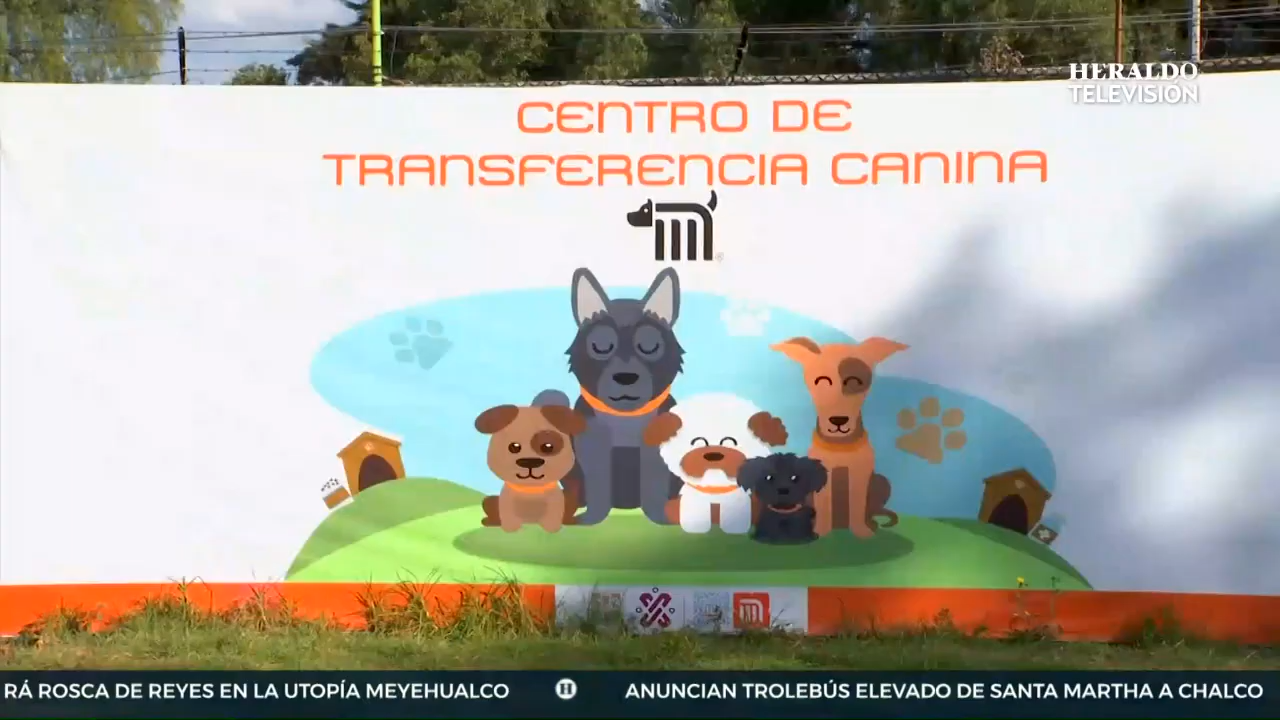 HERALDO
TELEVISIÓN
CENTRO DE
TRANSFERENCIA CANINA
RÁ ROSCA DE REYES EN LA UTOPÍA MEYEHUALCO
ANUNCIAN TROLEBÚS ELEVADO DE SANTA MARTHA A CHALCO